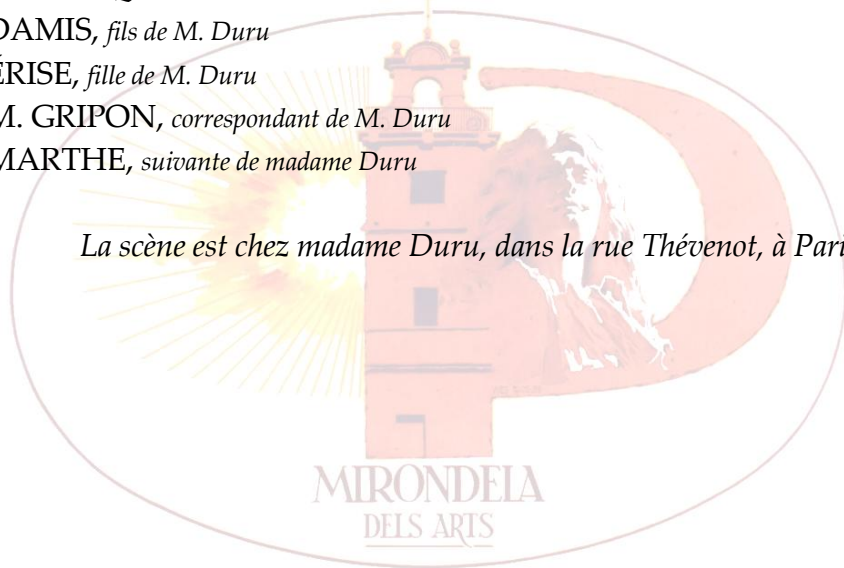 DAMIS, fils de M. Duru
ÉRISE, fille de M. Duru
M. GRIPON, correspondant de M. Duru
MARTHE, suivante de madame Duru
La scène est chez madame Duru, dans la rue Thévenot, à Pari
MIRONDELA
DELS ARTS